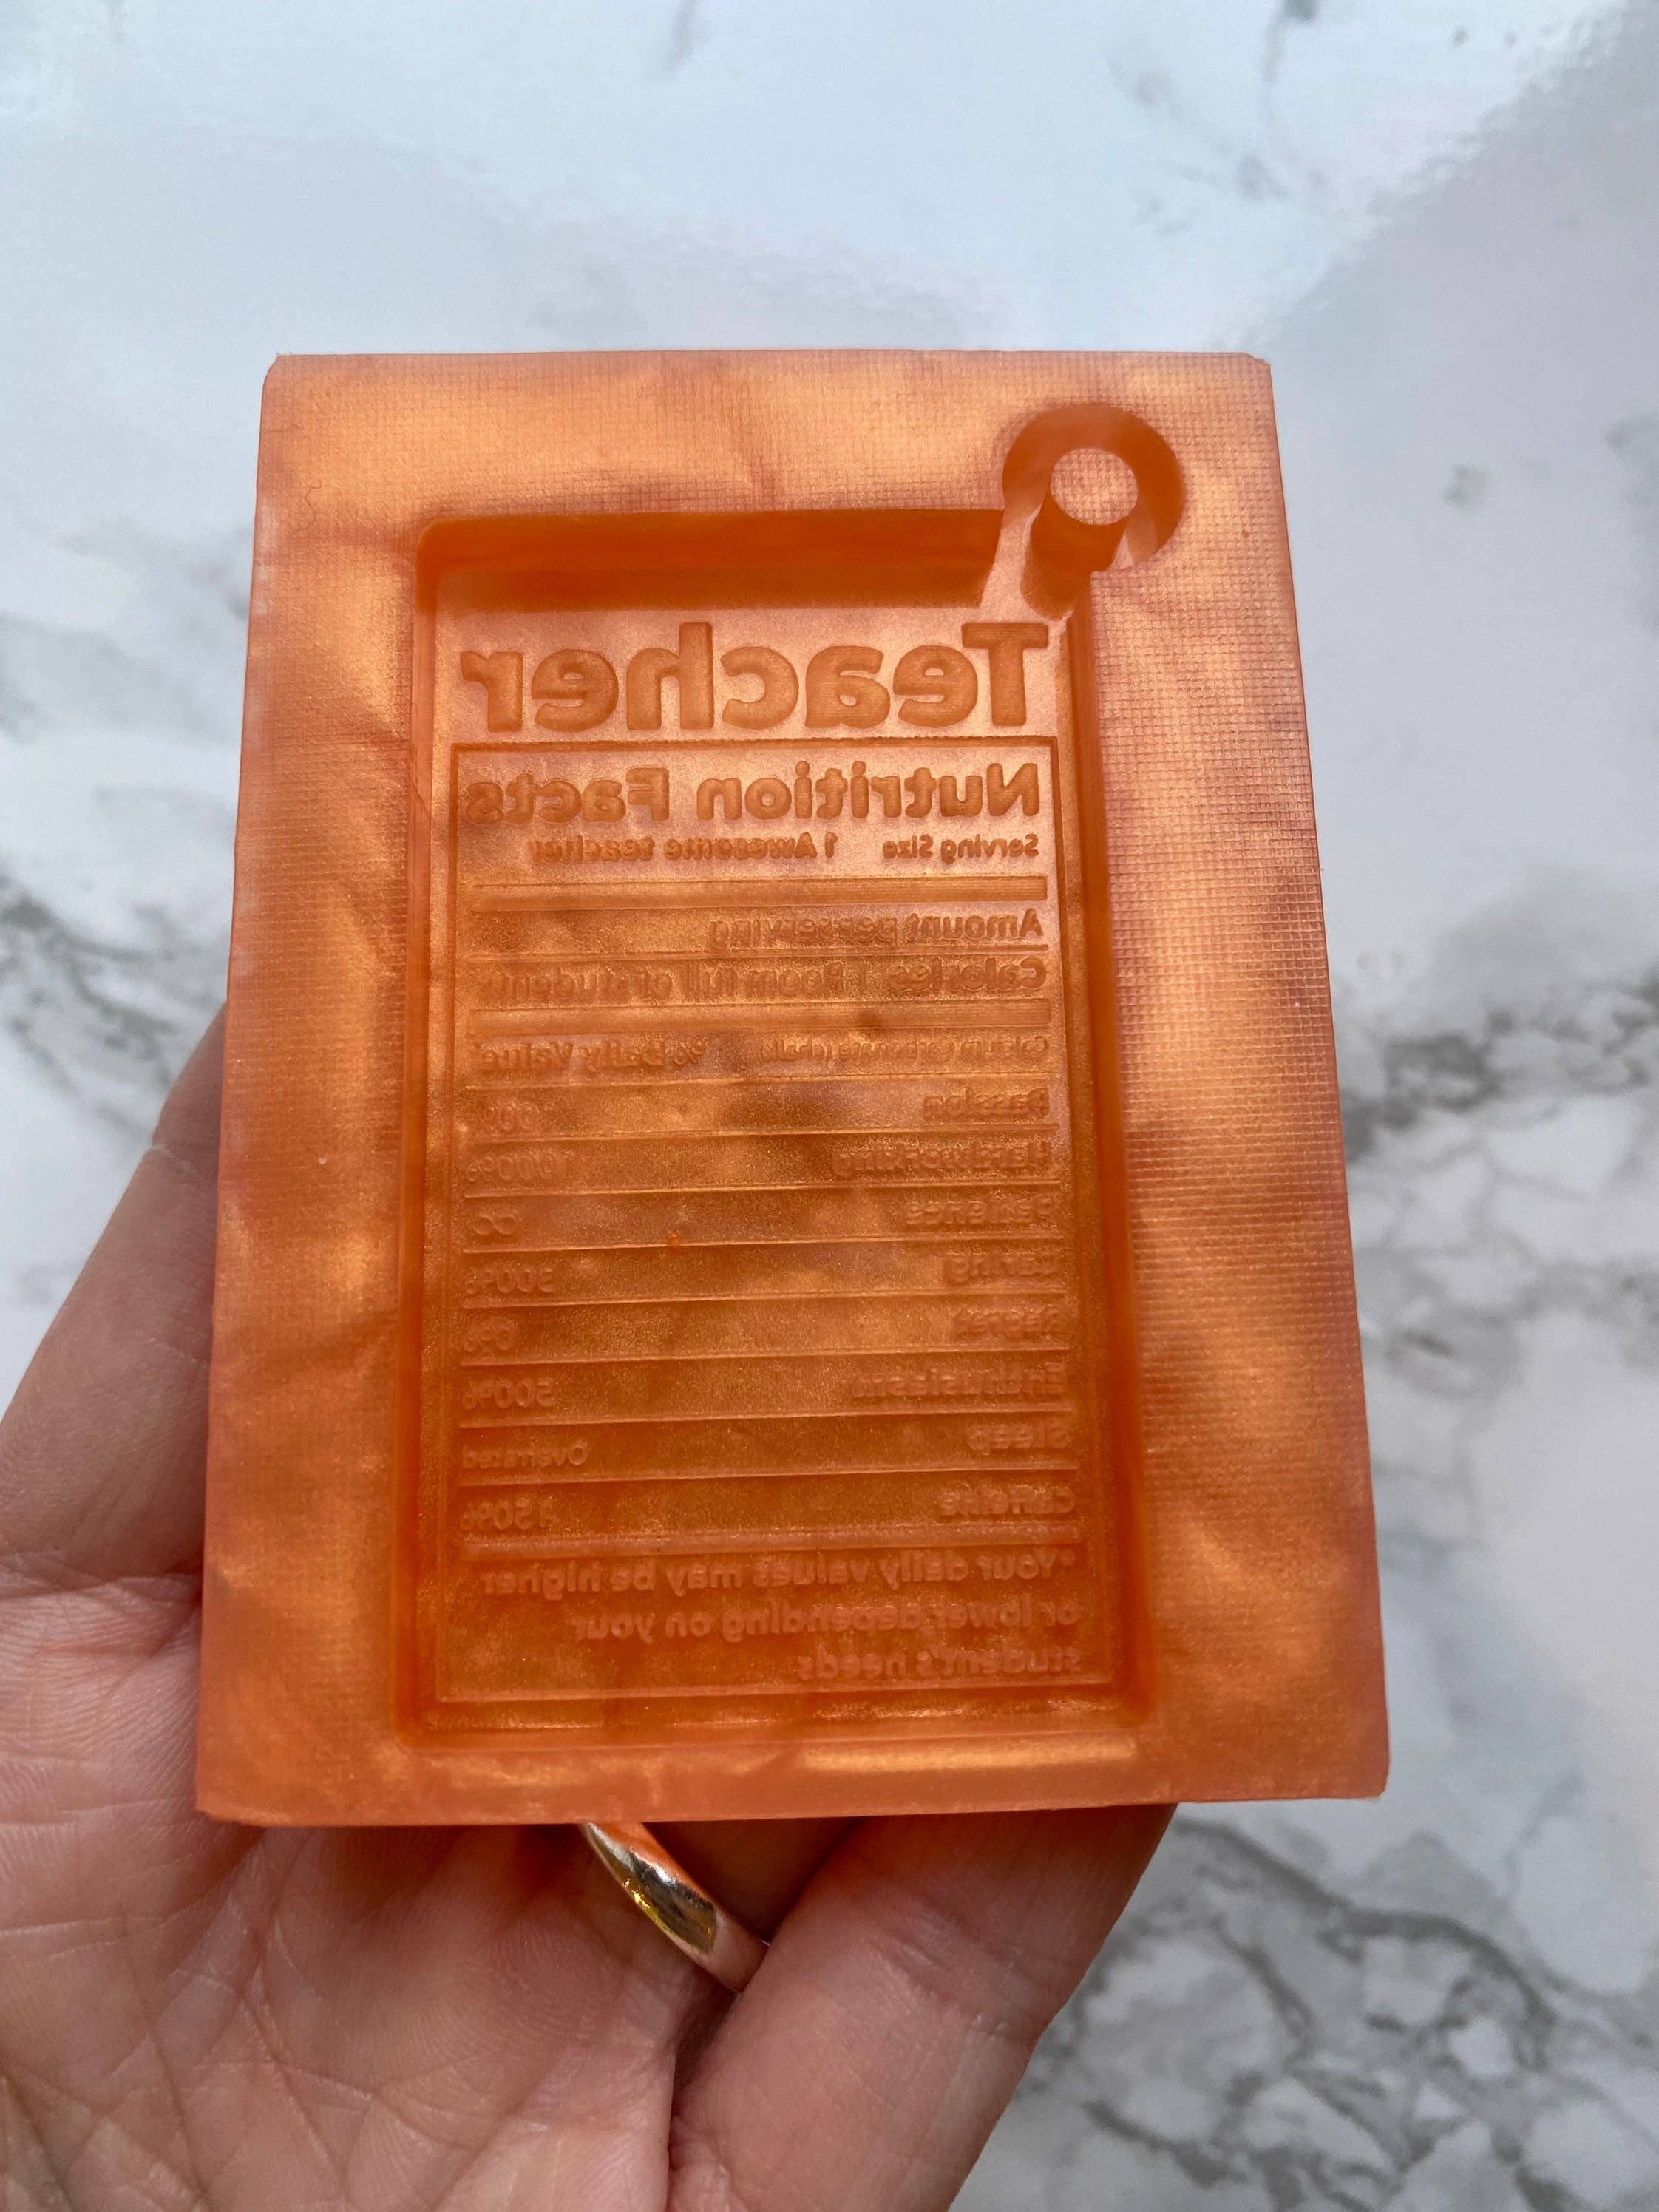 Teacher
Nutrition Facts
Serving Size 1 Awesome teacher
Amount per serving
Calories 1 Room full of students
% Daily Value*
Passion
Hardworking 1000%
Patience ∞
Caring 300%
Regret 0%
Enthusiasm 500%
Sleep Overrated
Caffeine 150%
*Your daily values may be higher
or lower depending on your
student's needs